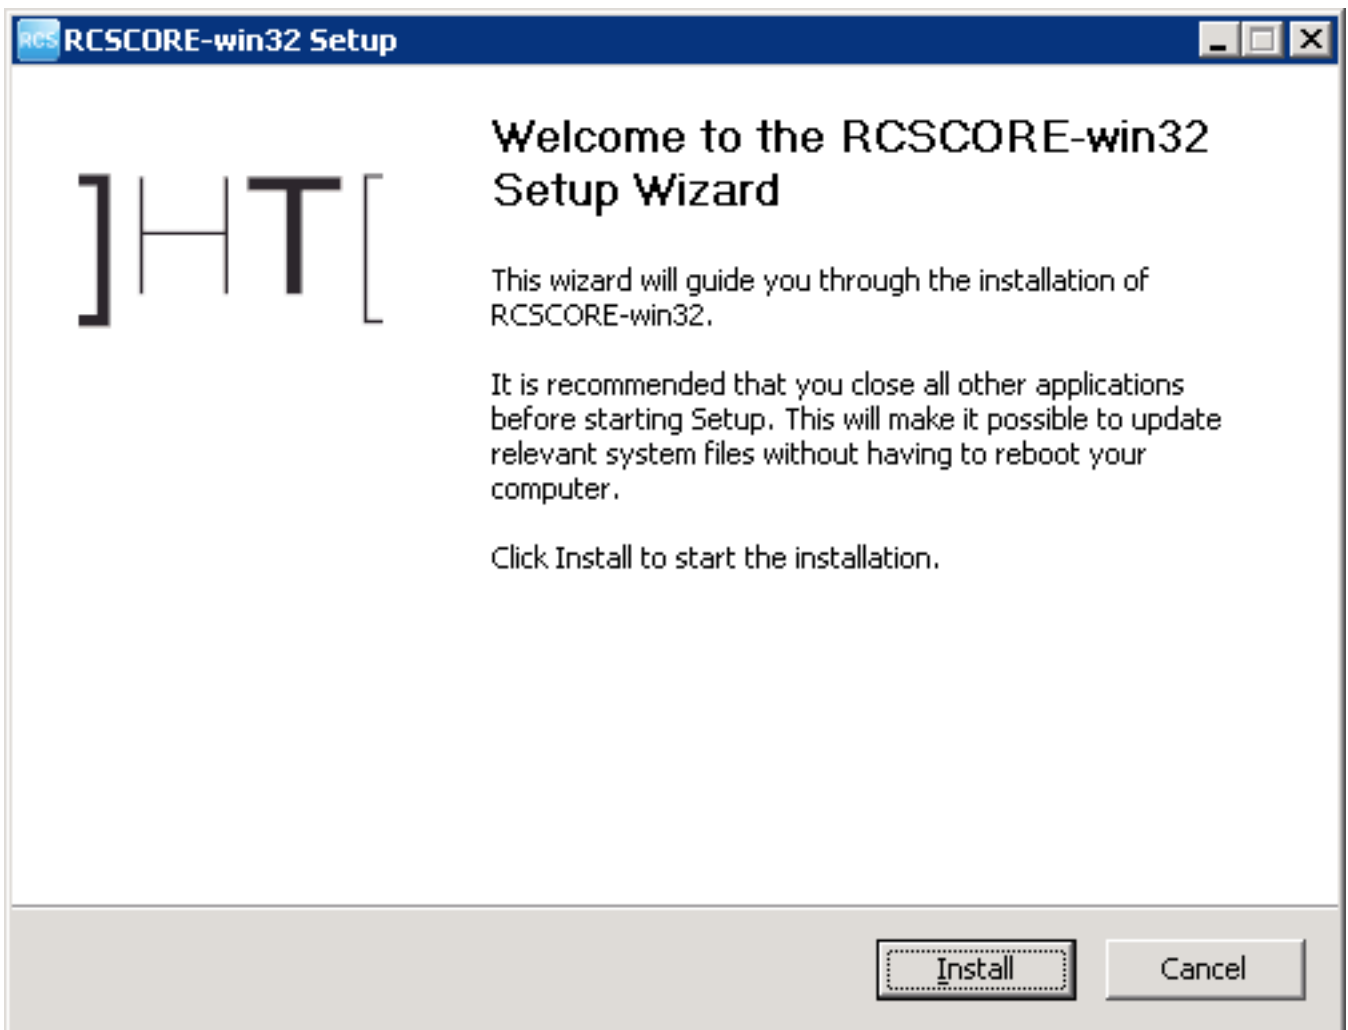 RCS RCSCORE-win32 Setup
]HT[
Welcome to the RCSCORE-win32
Setup Wizard
This wizard will guide you through the installation of
RCSCORE-win32.
It is recommended that you close all other applications
before starting Setup. This will make it possible to update
relevant system files without having to reboot your
computer.
Click Install to start the installation.
Install Cancel